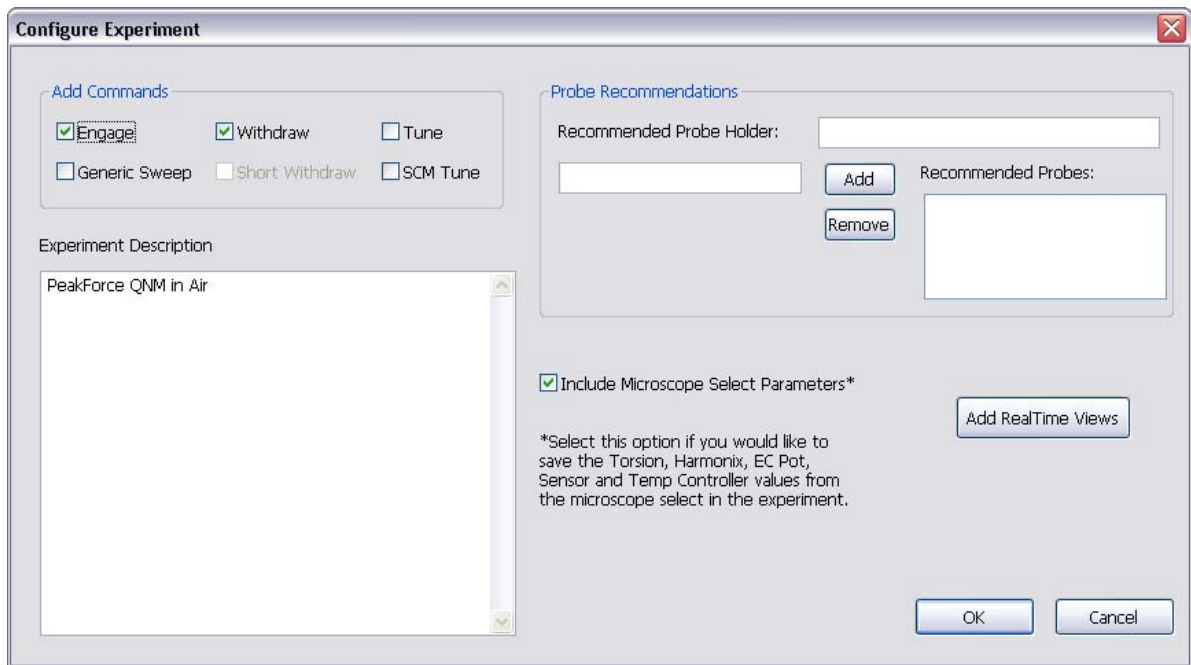 Configure Experiment
Add Commands
Engage Withdraw Tune
Generic Sweep Short Withdraw SCM Tune
Experiment Description
PeakForce QNM in Air
Probe Recommendations
Recommended Probe Holder:
Add
Remove
Recommended Probes:
Include Microscope Select Parameters*
*Select this option if you would like to
save the Torsion, Harmonix, EC Pot,
Sensor and Temp Controller values from
the microscope select in the experiment.
Add RealTime Views
OK Cancel